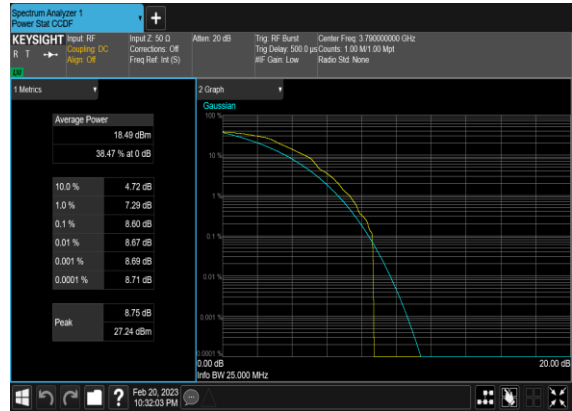 Spectrum Analyzer 1
Power Stat CCDF
KEYSIGHT
R T
LNI
Input: RF
Coupling: DC
Align: Off
Input Z: 50 Ω
Corrections: Off
Freq Ref: Int (S)
Atten: 20 dB
Trig: RF Burst
Trig Delay: 500.0 µs
#IF Gain: Low
Center Freq: 3.790000000 GHz
Counts: 1.00 M/1.00 Mpt
Radio Std: None
1 Metrics
Average Power
18.49 dBm
38.47 % at 0 dB
10.0 % 4.72 dB
1.0 % 7.29 dB
0.1 % 8.60 dB
0.01 % 8.67 dB
0.001 % 8.69 dB
0.0001 % 8.71 dB
Peak
8.75 dB
27.24 dBm
2 Graph
Gaussian
100 %
10 %
1 %
0.1 %
0.01 %
0.001 %
0.0001 %
0.00 dB
20.00 dB
Info BW 25.000 MHz
?
Feb 20, 2023
10:32:03 PM